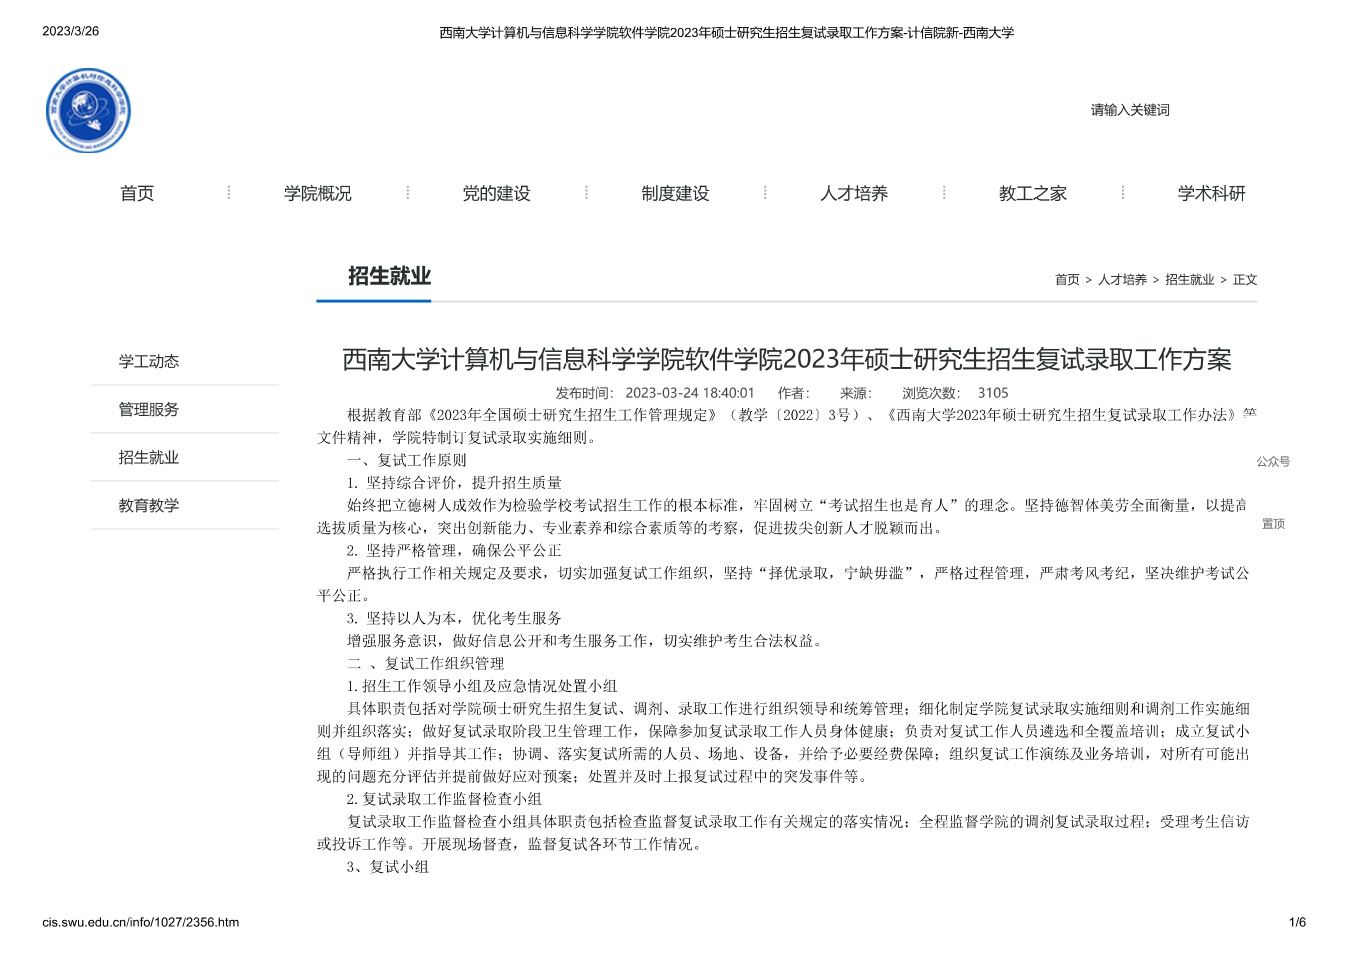 2023/3/26
西南大学计算机与信息科学学院软件学院2023年硕士研究生招生复试录取工作方案-计信院新-西南大学
请输入关键词
首页
学院概况
党的建设
制度建设
人才培养
教工之家
学术科研
招生就业
首页 > 人才培养 > 招生就业 > 正文
学工动态
管理服务
招生就业
教育教学
西南大学计算机与信息科学学院软件学院2023年硕士研究生招生复试录取工作方案
发布时间： 2023-03-24 18:40:01 作者： 来源： 浏览次数： 3105
根据教育部《2023年全国硕士研究生招生工作管理规定》（教学〔2022〕3号）、《西南大学2023年硕士研究生招生复试录取工作办法》等
文件精神，学院特制订复试录取实施细则。
一、复试工作原则
1. 坚持综合评价，提升招生质量
始终把立德树人成效作为检验学校考试招生工作的根本标准，牢固树立“考试招生也是育人”的理念。坚持德智体美劳全面衡量，以提高
选拔质量为核心，突出创新能力、专业素养和综合素质等的考察，促进拔尖创新人才脱颖而出。
2. 坚持严格管理，确保公平公正
严格执行工作相关规定及要求，切实加强复试工作组织，坚持“择优录取，宁缺毋滥”，严格过程管理，严肃考风考纪，坚决维护考试公
平公正。
3. 坚持以人为本，优化考生服务
增强服务意识，做好信息公开和考生服务工作，切实维护考生合法权益。
二 、复试工作组织管理
1.招生工作领导小组及应急情况处置小组
具体职责包括对学院硕士研究生招生复试、调剂、录取工作进行组织领导和统筹管理；细化制定学院复试录取实施细则和调剂工作实施细
则并组织落实；做好复试录取阶段卫生管理工作，保障参加复试录取工作人员身体健康；负责对复试工作人员遴选和全覆盖培训；成立复试小
组（导师组）并指导其工作；协调、落实复试所需的人员、场地、设备，并给予必要经费保障；组织复试工作演练及业务培训，对所有可能出
现的问题充分评估并提前做好应对预案；处置并及时上报复试过程中的突发事件等。
2.复试录取工作监督检查小组
复试录取工作监督检查小组具体职责包括检查监督复试录取工作有关规定的落实情况；全程监督学院的调剂复试录取过程；受理考生信访
或投诉工作等。开展现场督查，监督复试各环节工作情况。
3、复试小组
公众号
置顶
cis.swu.edu.cn/info/1027/2356.htm
1/6